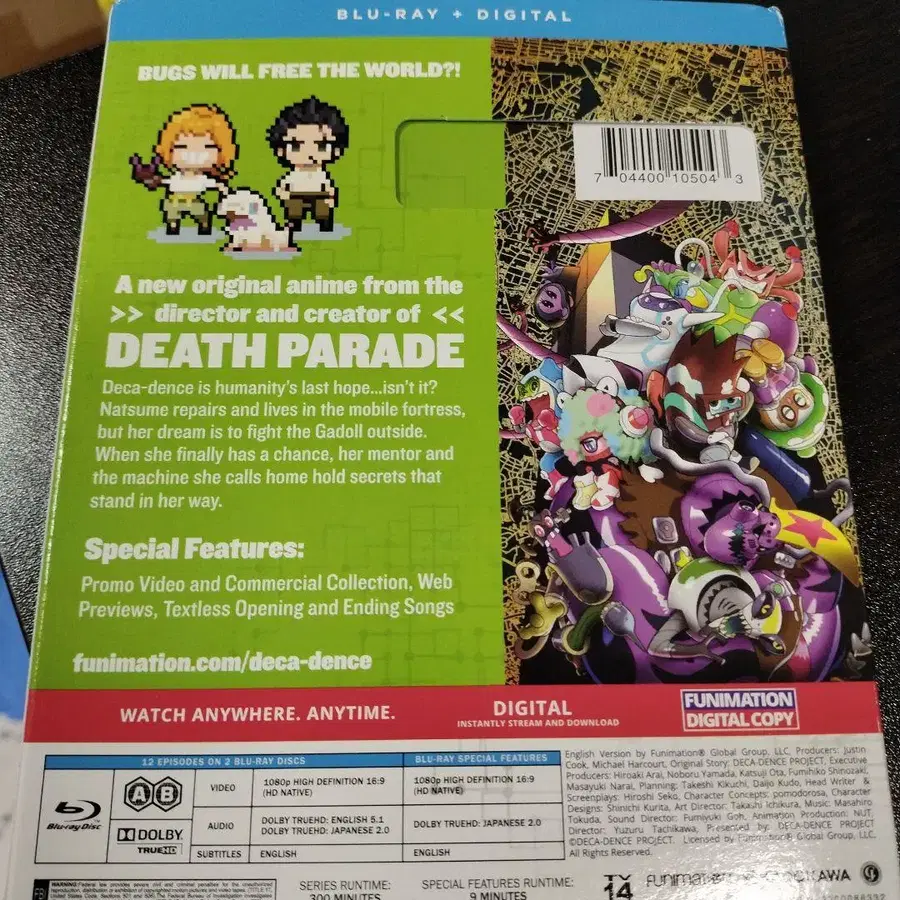 BLU-RAY + DIGITAL
BUGS WILL FREE THE WORLD?!
7 04400 10504 3
A new original anime from the
>> director and creator of <<
DEATH PARADE
Deca-dence is humanity's last hope...isn't it?
Natsume repairs and lives in the mobile fortress,
but her dream is to fight the Gadoll outside.
When she finally has a chance, her mentor and
the machine she calls home hold secrets that
stand in her way.
Special Features:
Promo Video and Commercial Collection, Web
Previews, Textless Opening and Ending Songs
funimation.com/deca-dence
WATCH ANYWHERE. ANYTIME.
DIGITAL
INSTANTLY STREAM AND DOWNLOAD
FUNIMATION
DIGITAL COPY
12 EPISODES ON 2 BLU-RAY DISCS
BLU-RAY SPECIAL FEATURES
Blu-ray Disc
A B
DOLBY
TRUEHD
VIDEO
1080p HIGH DEFINITION 16:9
(HD NATIVE)
1080p HIGH DEFINITION 16:9
(HD NATIVE)
AUDIO
DOLBY TRUEHD: ENGLISH 5.1
DOLBY TRUEHD: JAPANESE 2.0
DOLBY TRUEHD: JAPANESE 2.0
SUBTITLES
ENGLISH
ENGLISH
English Version by Funimation® Global Group, LLC. Producers: Justin
Cook, Michael Harcourt, Original Story: DECA-DENCE PROJECT, Executive
Producers: Hiroaki Arai, Noboru Yamada, Katsuji Ota, Fumihiko Shinozaki,
Masayuki Narai, Planning: Takeshi Kikuchi, Daijo Kudo, Head Writer &
Screenplays: Hiroshi Seko, Character Concepts: pomodorosa, Character
Designs: Shinichi Kurita, Art Director: Takashi Ichikura, Music: Masahiro
Tokuda, Sound Director: Fumiyuki Goh, Animation Production: NUT,
Director: Yuzuru Tachikawa, Presented by: DECA-DENCE PROJECT
©DECA-DENCE PROJECT. Licensed by Funimation® Global Group, LLC.
All Rights Reserved.
SERIES RUNTIME:
300 MINUTES
SPECIAL FEATURES RUNTIME:
9 MINUTES
TV
14